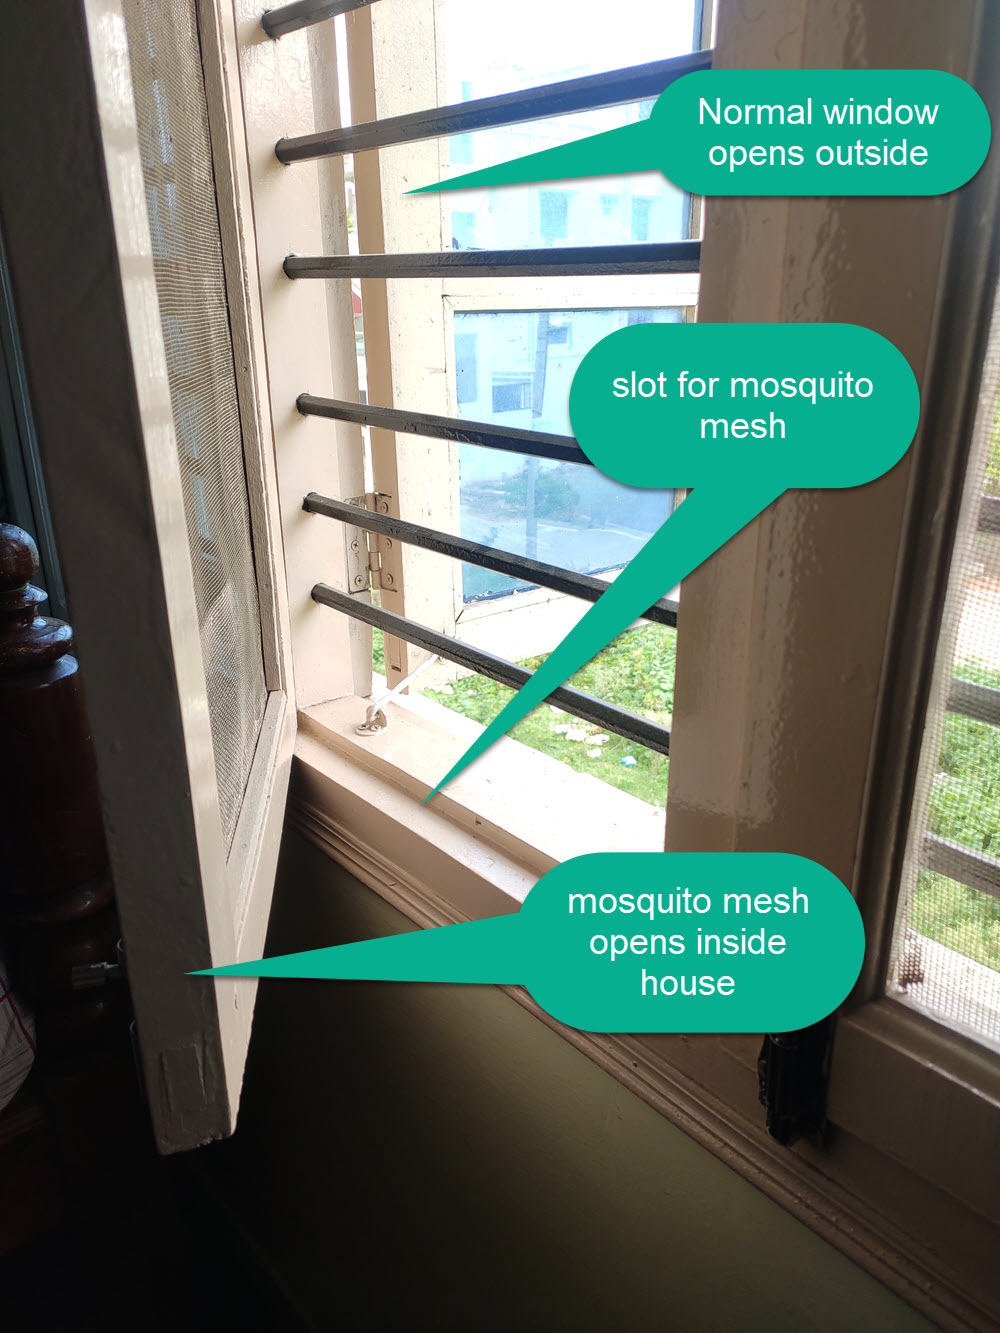 Normal window
opens outside
slot for mosquito
mesh
mosquito mesh
opens inside
house